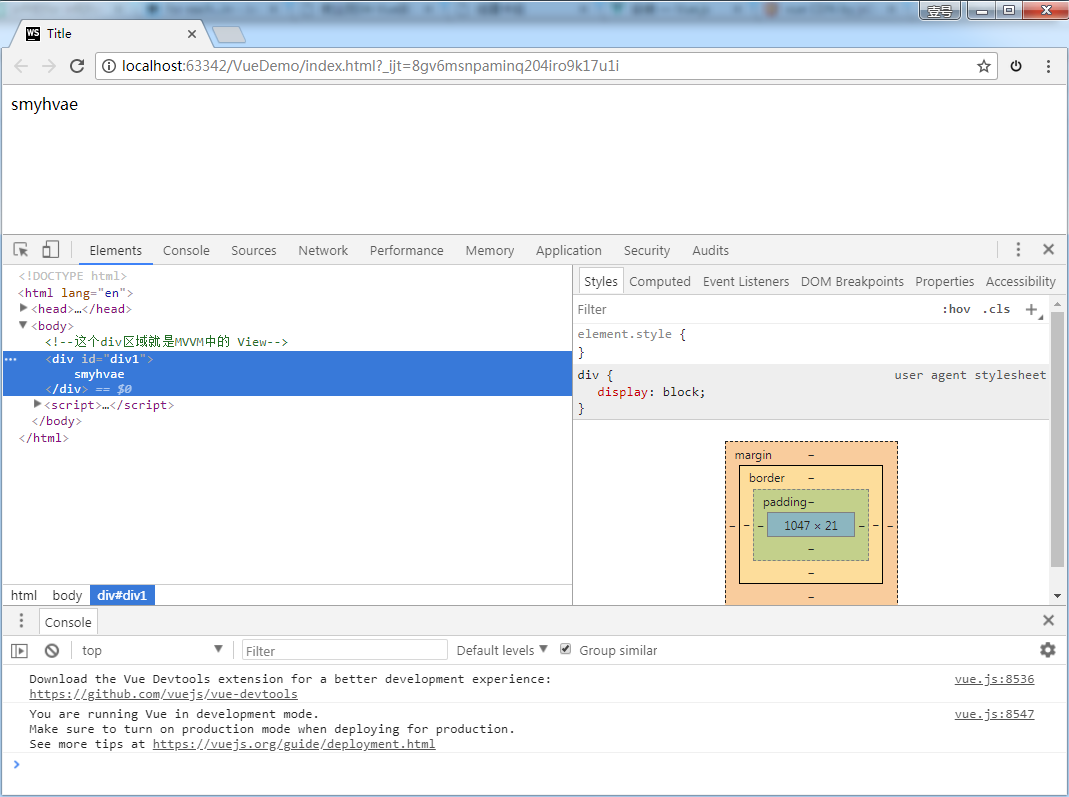 壹号
WS Title
localhost:63342/VueDemo/index.html?_ijt=8gv6msnpaminq204iro9k17u1i
smyhvae
Elements Console Sources Network Performance Memory Application Security Audits
<!DOCTYPE html>
<html lang="en">
<head>…</head>
<body>
<!--这个div区域就是MVVM中的 View-->
<div id="div1">
smyhvae
</div> == $0
<script>…</script>
</body>
</html>
html body div#div1
Styles Computed Event Listeners DOM Breakpoints Properties Accessibility
Filter :hov .cls +
element.style {
}
div { user agent stylesheet
display: block;
}
margin –
border –
padding –
– – – 1047 × 21 – – –
–
–
–
Console
top Filter Default levels Group similar
Download the Vue Devtools extension for a better development experience: vue.js:8536
https://github.com/vuejs/vue-devtools
You are running Vue in development mode. vue.js:8547
Make sure to turn on production mode when deploying for production.
See more tips at https://vuejs.org/guide/deployment.html